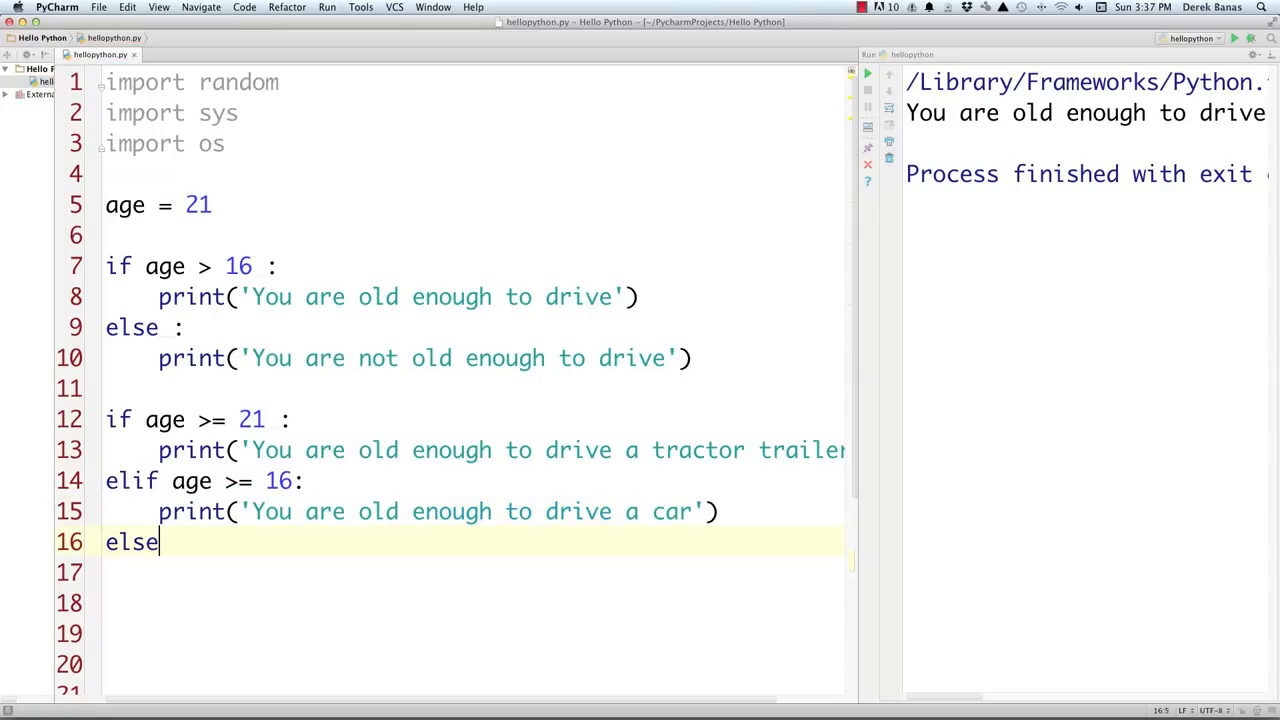 PyCharm File Edit View Navigate Code Refactor Run Tools VCS Window Help 10 Sun 3:37 PM Derek Banas
hellopython.py – Hello Python – [~/PycharmProjects/Hello Python]
Hello Python hellopython.py hellopython
hellopython.py Run hellopython
Hello P
hell
Extern
1 import random
2 import sys
3 import os
4
5 age = 21
6
7 if age > 16 :
8 print('You are old enough to drive')
9 else :
10 print('You are not old enough to drive')
11
12 if age >= 21 :
13 print('You are old enough to drive a tractor trailer
14 elif age >= 16:
15 print('You are old enough to drive a car')
16 else
17
18
19
20
21
/Library/Frameworks/Python.
You are old enough to drive
Process finished with exit
16:5 LF UTF-8